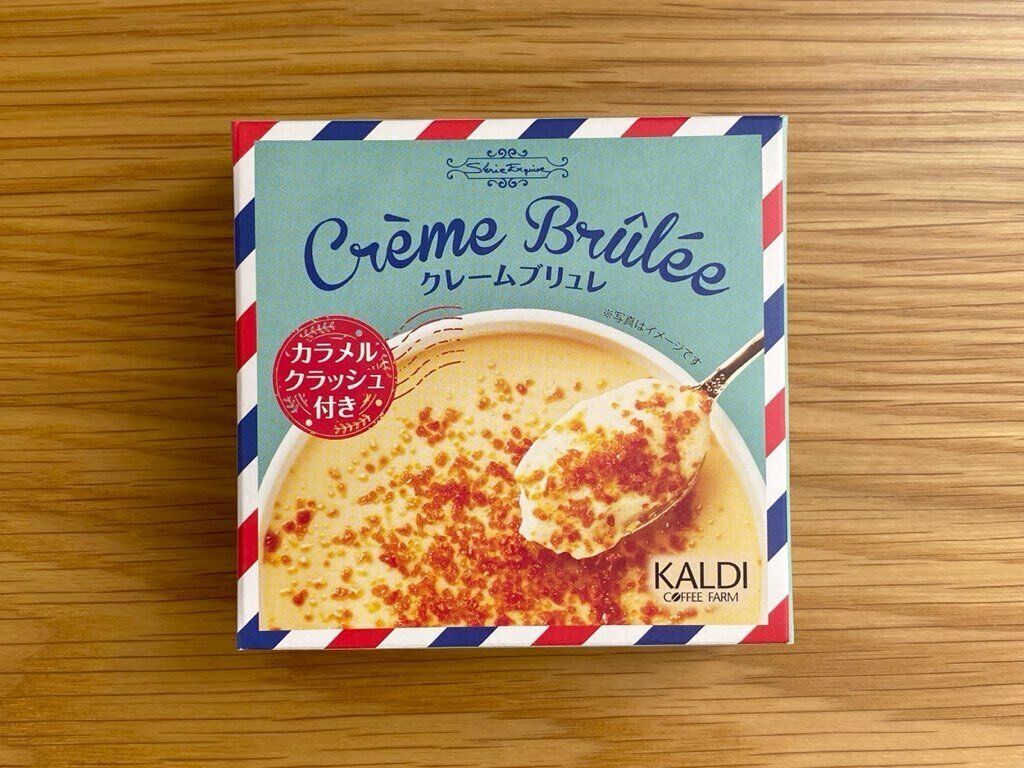 Série Exquise
Crème Brûlée
クレームブリュレ
※写真はイメージです
カラメル
クラッシュ
付き
KALDI
COFFEE FARM